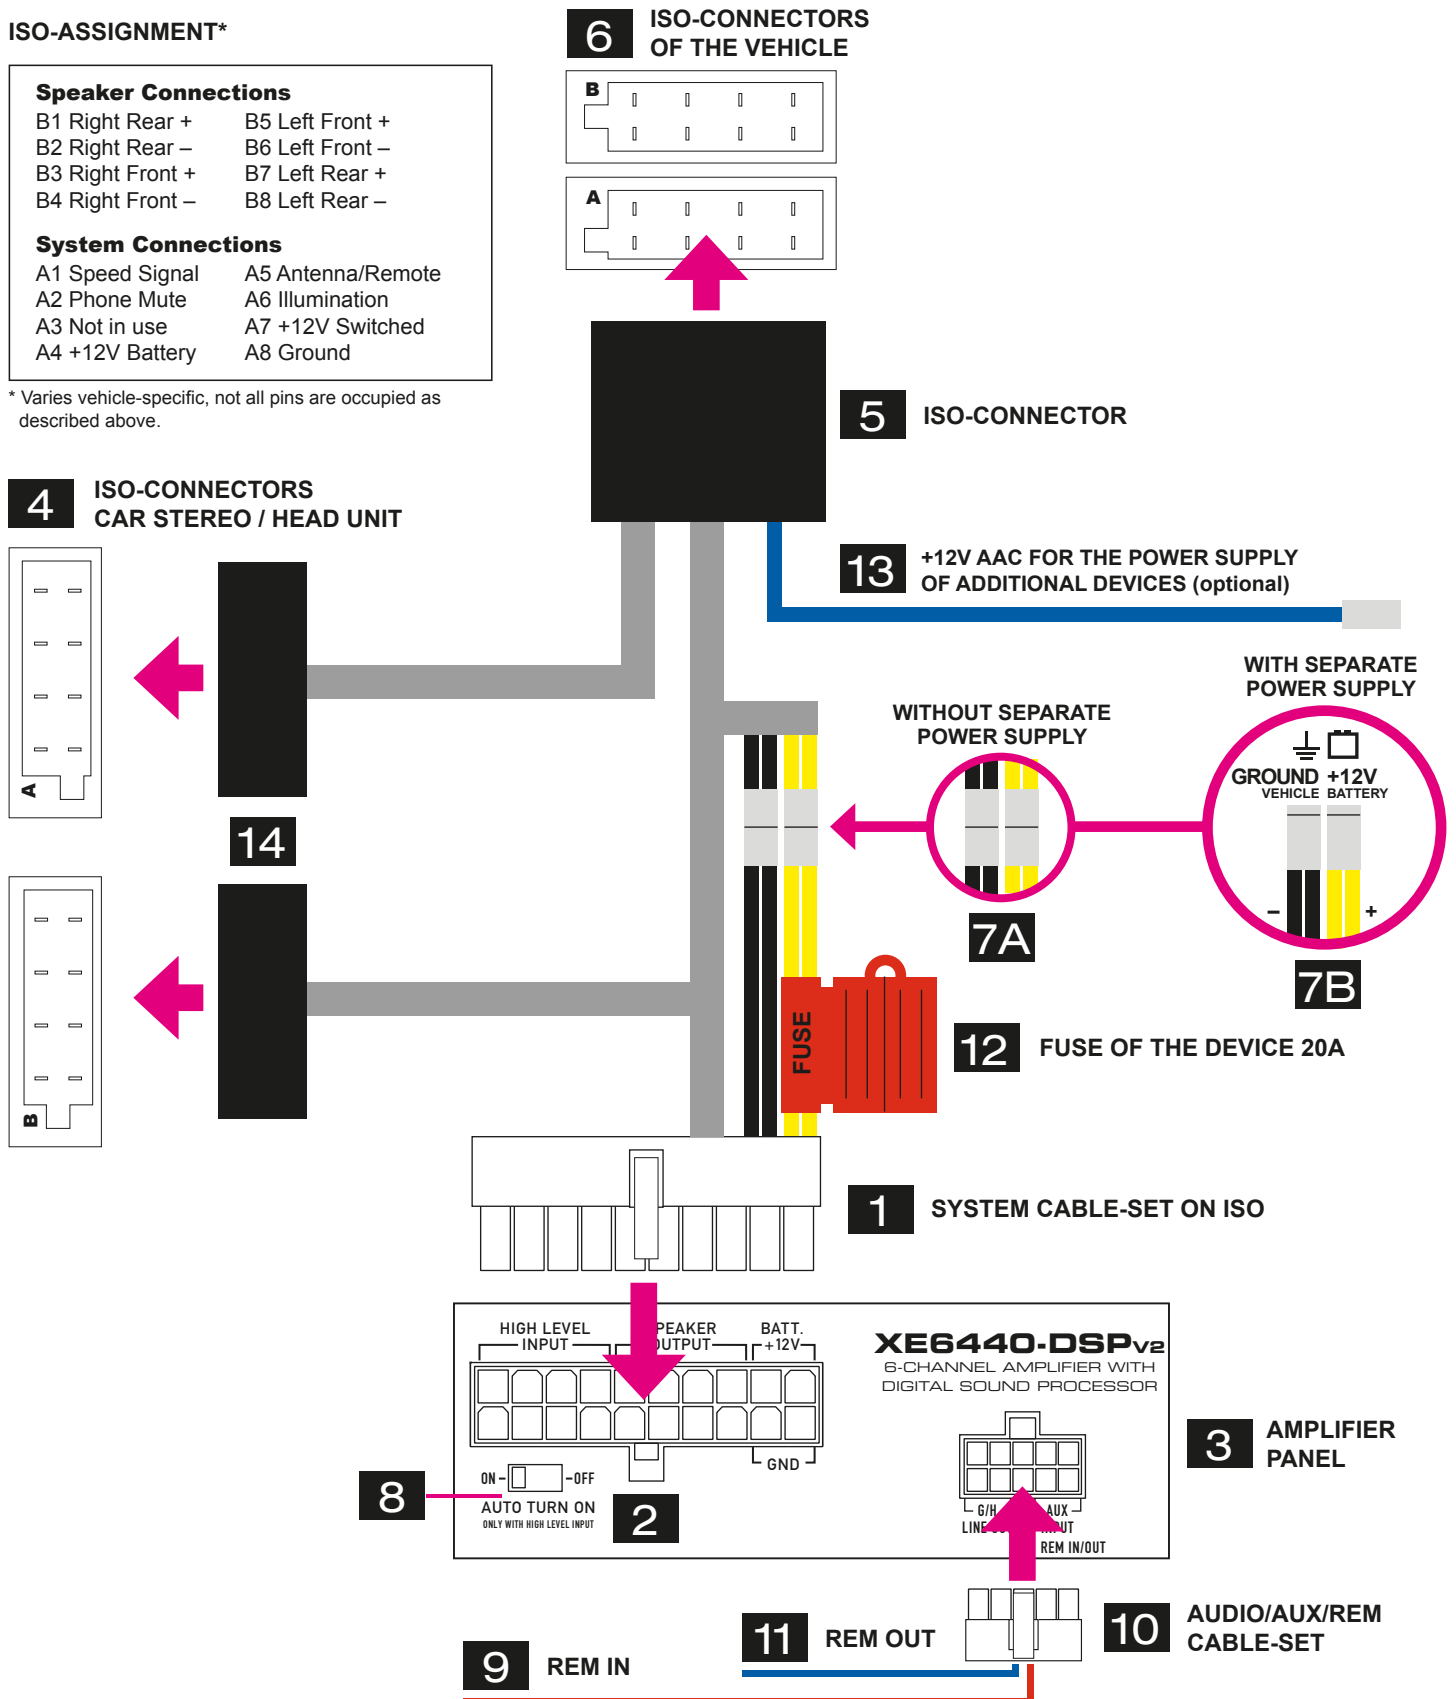 ISO-ASSIGNMENT*
Speaker Connections
B1 Right Rear +
B5 Left Front +
B2 Right Rear –
B6 Left Front –
B3 Right Front +
B7 Left Rear +
B4 Right Front –
B8 Left Rear –
System Connections
A1 Speed Signal
A5 Antenna/Remote
A2 Phone Mute
A6 Illumination
A3 Not in use
A7 +12V Switched
A4 +12V Battery
A8 Ground
* Varies vehicle-specific, not all pins are occupied as
described above.
6
ISO-CONNECTORS
OF THE VEHICLE
B
A
5
ISO-CONNECTOR
4
ISO-CONNECTORS
CAR STEREO / HEAD UNIT
A
14
B
13
+12V AAC FOR THE POWER SUPPLY
OF ADDITIONAL DEVICES (optional)
WITHOUT SEPARATE
POWER SUPPLY
7A
WITH SEPARATE
POWER SUPPLY
GROUND +12V
VEHICLE BATTERY
– +
7B
FUSE
12
FUSE OF THE DEVICE 20A
1
SYSTEM CABLE-SET ON ISO
HIGH LEVEL
INPUT
PEAKER
OUTPUT
BATT.
+12V
GND
XE6440-DSPV2
6-CHANNEL AMPLIFIER WITH
DIGITAL SOUND PROCESSOR
3
AMPLIFIER
PANEL
8
ON - - OFF
AUTO TURN ON
ONLY WITH HIGH LEVEL INPUT
2
G/H
AUX
LINE
INPUT
REM IN/OUT
10
AUDIO/AUX/REM
CABLE-SET
11
REM OUT
9
REM IN